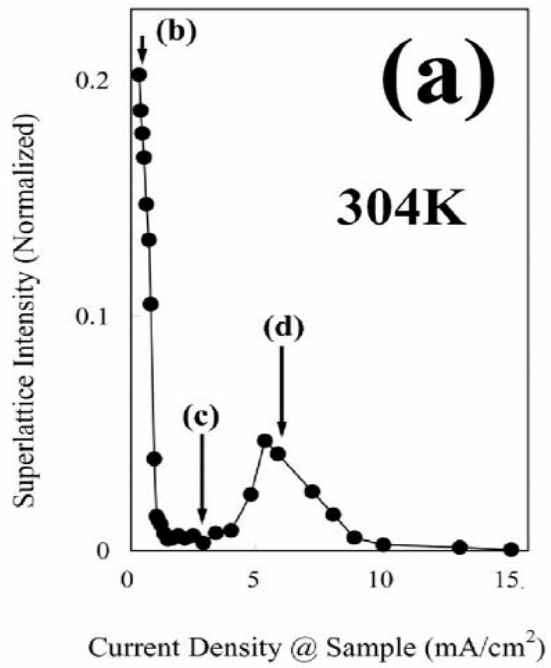 (b)
(a)
0.2
304K
0.1
(d)
(c)
0
0 5 10 15.
Superlattice Intensity (Normalized)
Current Density @ Sample (mA/cm²)